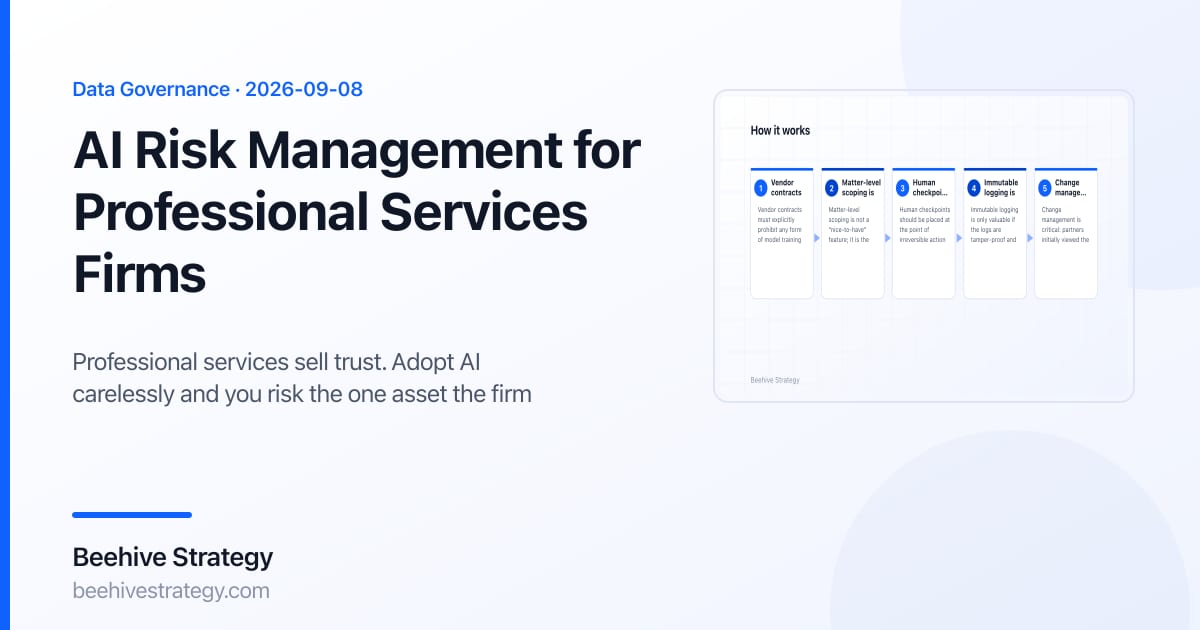 Data Governance · 2026-09-08
AI Risk Management for
Professional Services
Firms
Professional services sell trust. Adopt AI
carelessly and you risk the one asset the firm
Beehive Strategy
beehivestrategy.com
How it works
1
Vendor
contracts
Vendor contracts
must explicitly
prohibit any form
of model training
2
Matter-level
scoping is
Matter-level
scoping is not a
"nice-to-have"
feature; it is the
3
Human
checkpoi...
Human checkpoints
should be placed at
the point of
irreversible action
4
Immutable
logging is
Immutable logging
is only valuable if
the logs are
tamper-proof and
5
Change
manage...
Change
management is
critical: partners
initially viewed the
Beehive Strategy